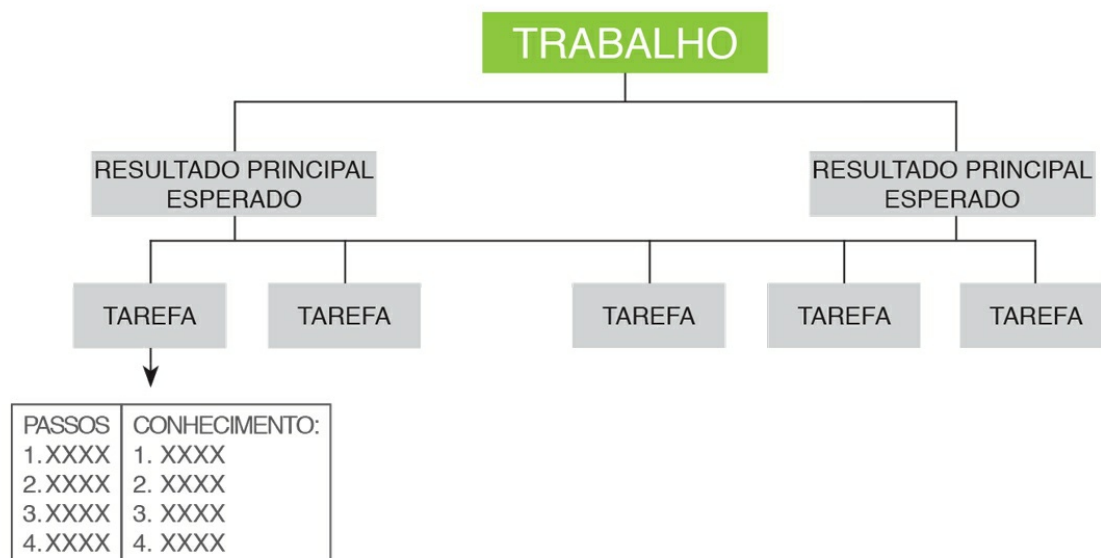 TRABALHO
RESULTADO PRINCIPAL
ESPERADO
RESULTADO PRINCIPAL
ESPERADO
TAREFA
TAREFA
TAREFA
TAREFA
TAREFA
PASSOS
1.XXXX
2.XXXX
3.XXXX
4.XXXX
CONHECIMENTO:
1. XXXX
2. XXXX
3. XXXX
4. XXXX